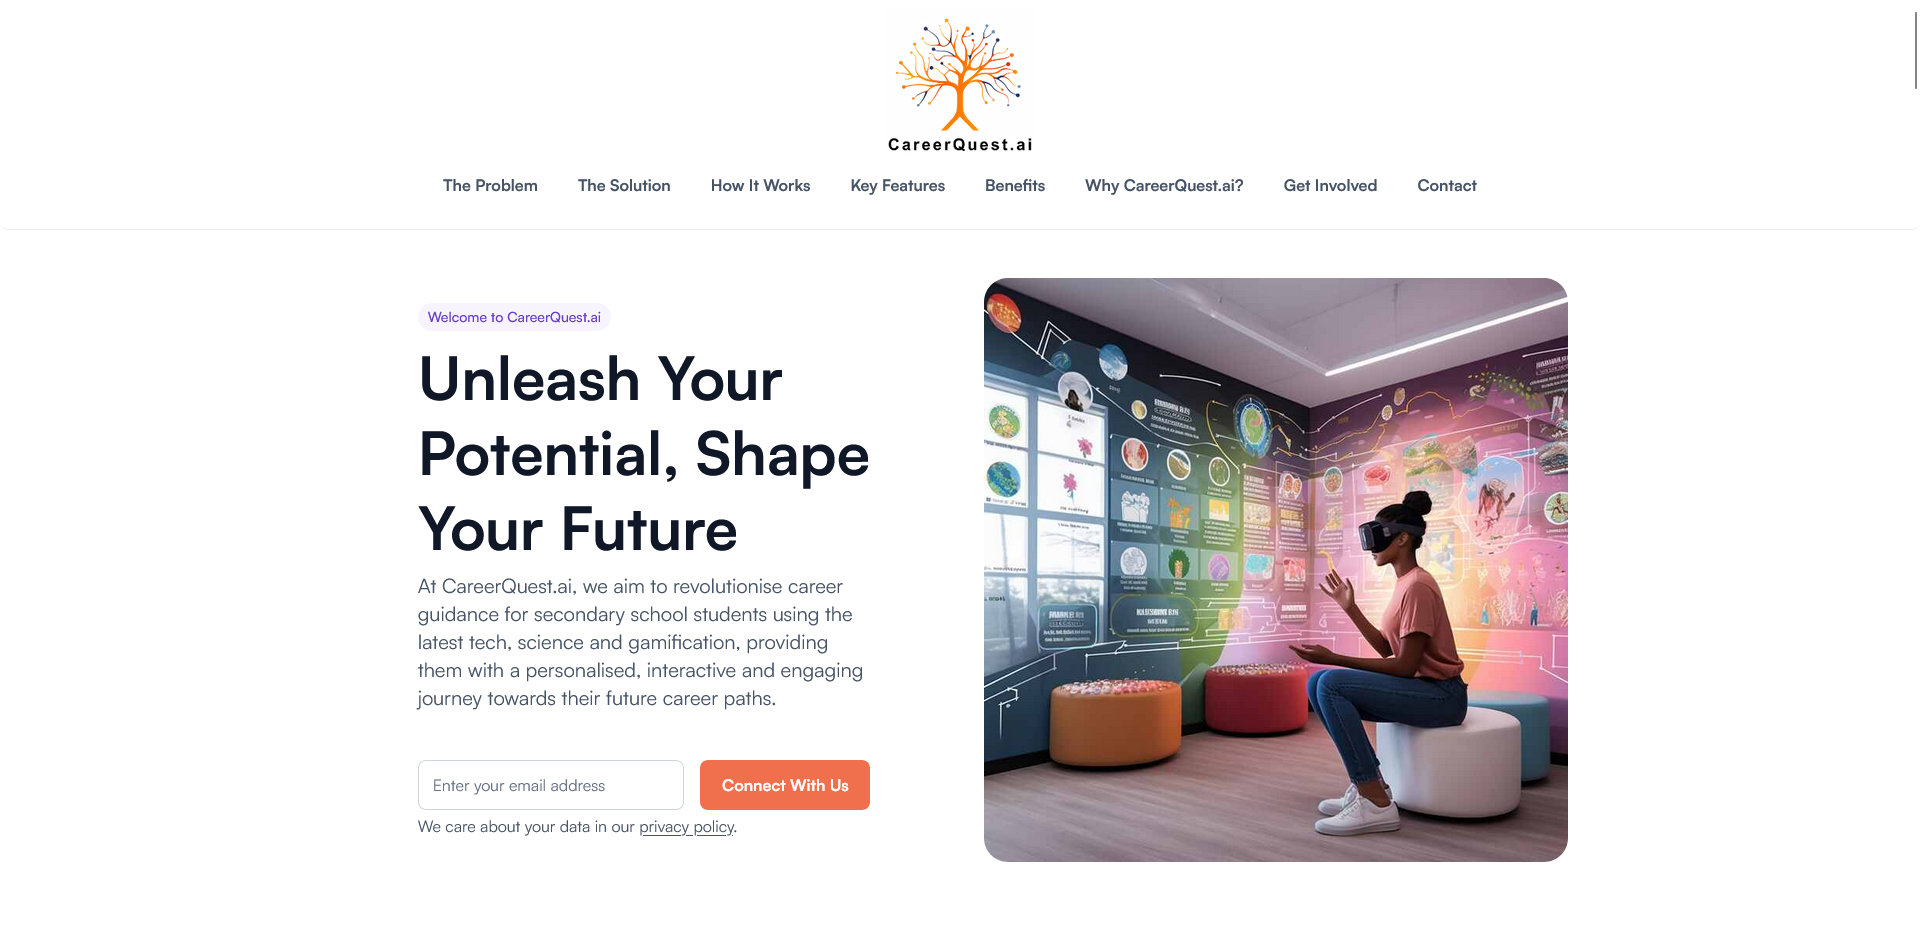 CareerQuest.ai
The Problem
The Solution
How It Works
Key Features
Benefits
Why CareerQuest.ai?
Get Involved
Contact
Welcome to CareerQuest.ai
Unleash Your
Potential, Shape
Your Future
At CareerQuest.ai, we aim to revolutionise career
guidance for secondary school students using the
latest tech, science and gamification, providing
them with a personalised, interactive and engaging
journey towards their future career paths.
Enter your email address
Connect With Us
We care about your data in our privacy policy.